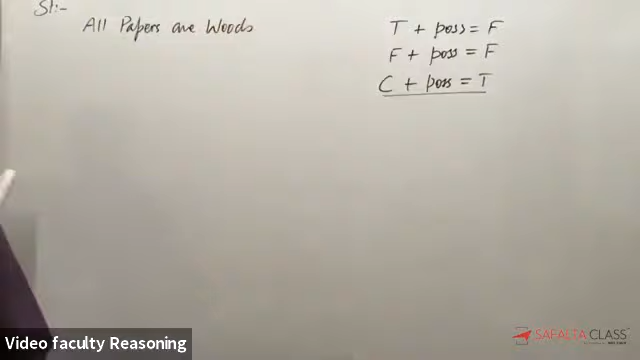 St:-
All Papers are Woods
T + poss = F
F + poss = F
C + poss = T
SAFALTA CLASS
Video faculty Reasoning